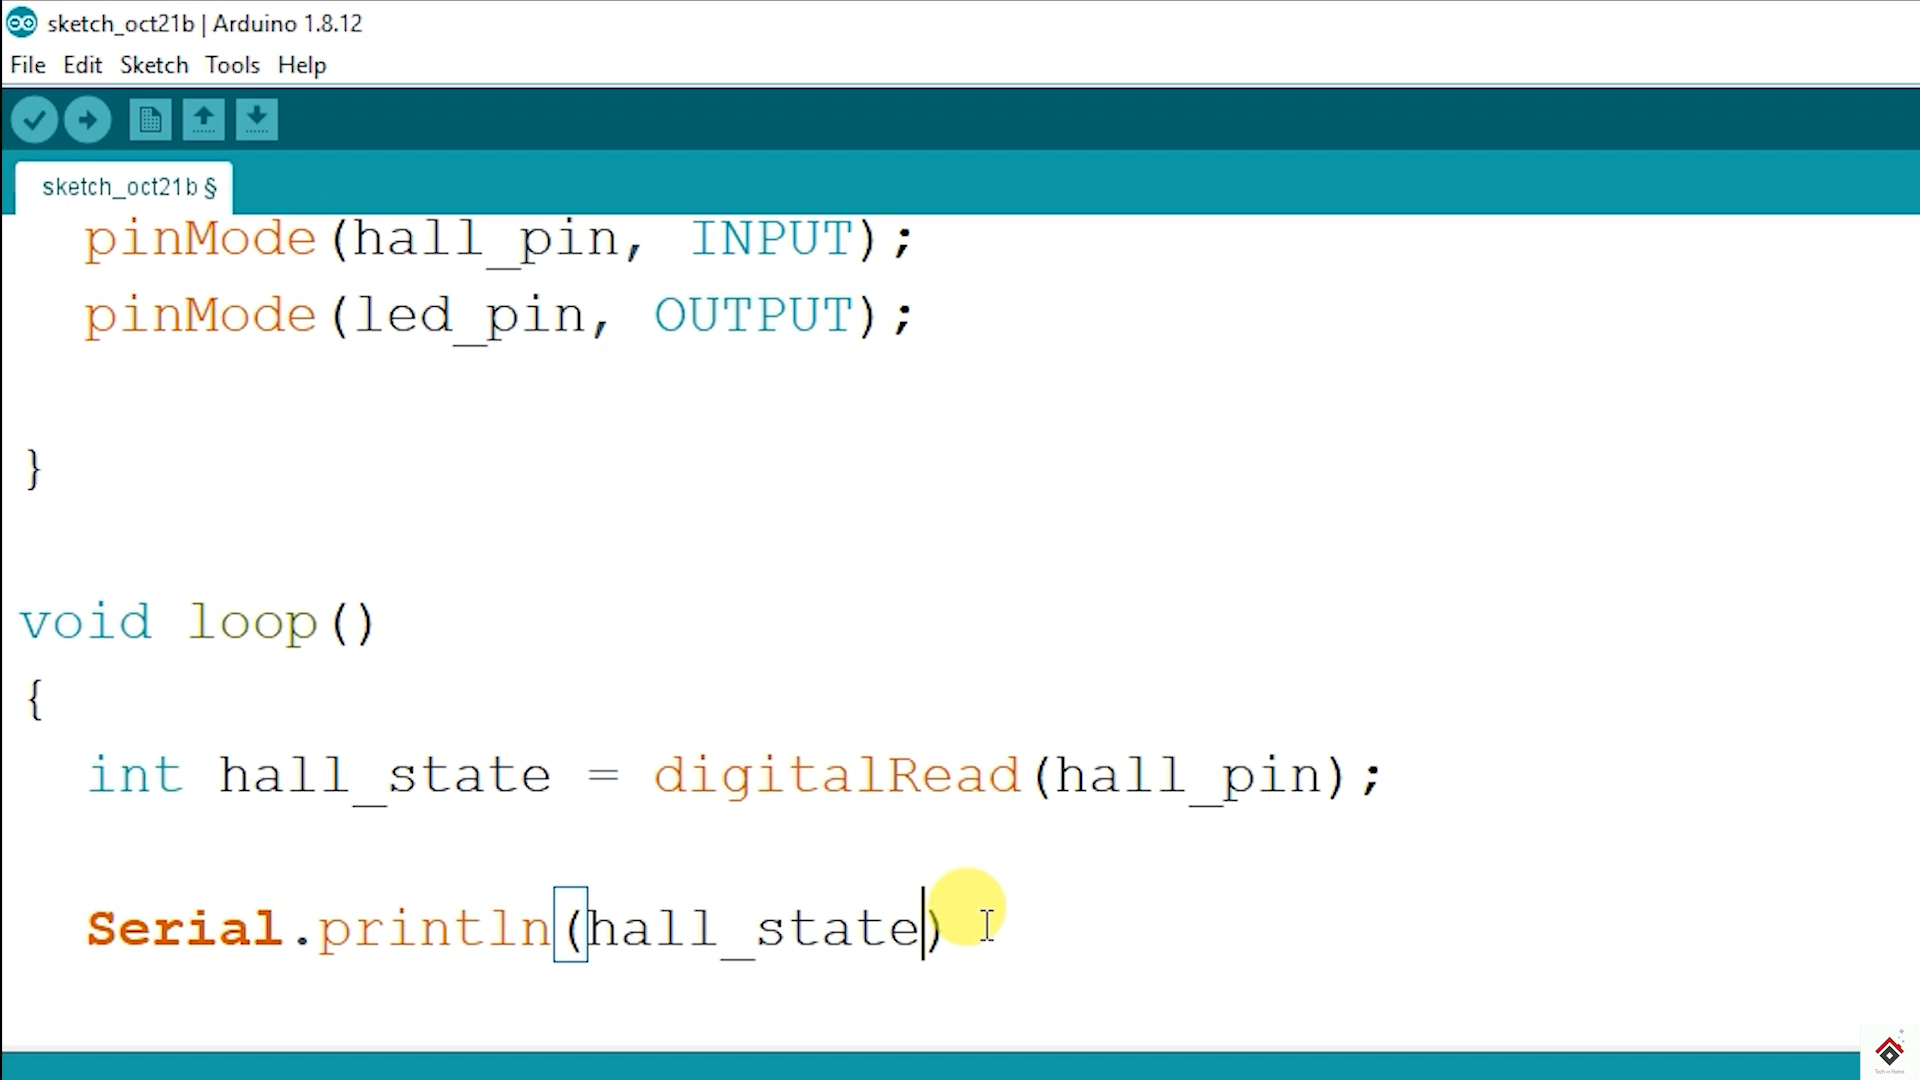 sketch_oct21b | Arduino 1.8.12
File Edit Sketch Tools Help
sketch_oct21b §
pinMode(hall_pin, INPUT);
pinMode(led_pin, OUTPUT);
}
void loop()
{
int hall_state = digitalRead(hall_pin);
Serial.println(hall_state)